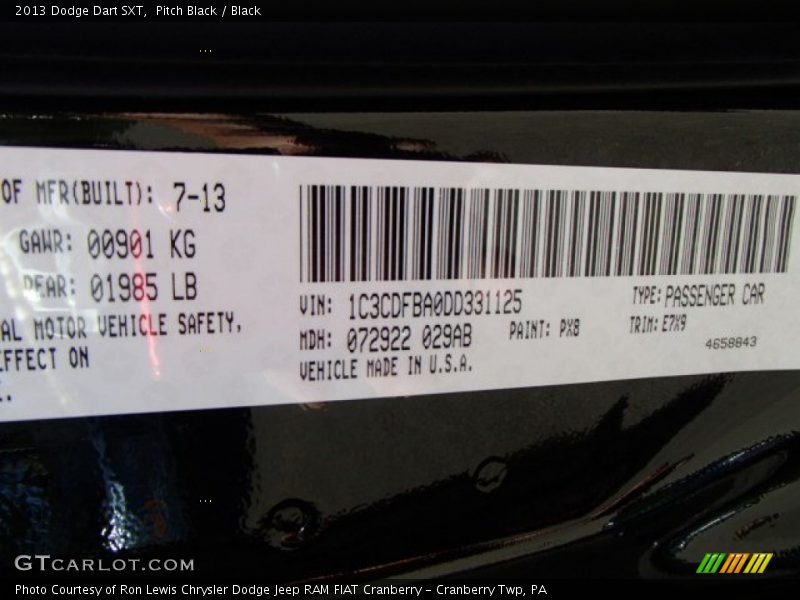 2013 Dodge Dart SXT, Pitch Black / Black
OF MFR(BUILT): 7-13
GAWR: 00901 KG
REAR: 01985 LB
AL MOTOR VEHICLE SAFETY,
EFFECT ON
VIN: 1C3CDFBA0DD331125
TYPE: PASSENGER CAR
MDH: 072922 029AB
PAINT: PX8
TRIM: E7X9
VEHICLE MADE IN U.S.A.
4658843
GTCARLOT.COM
Photo Courtesy of Ron Lewis Chrysler Dodge Jeep RAM FIAT Cranberry – Cranberry Twp, PA